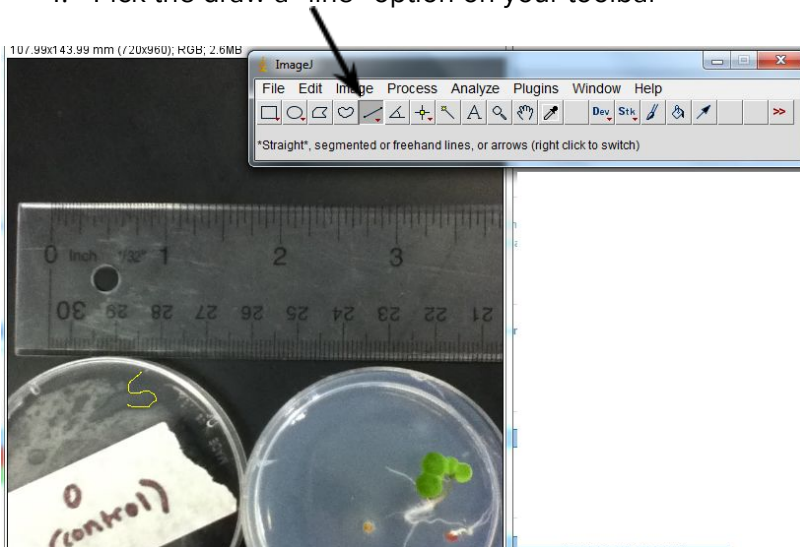 Pick the draw a "line" option on your toolbar
107.99x143.99 mm (720x960); RGB; 2.6MB
ImageJ
File Edit Image Process Analyze Plugins Window Help
A Dev Stk >>
*Straight*, segmented or freehand lines, or arrows (right click to switch)
0 Inch 1/32" 1 2 3
30 29 28 27 26 25 24 23 22 21
S
0
(control)